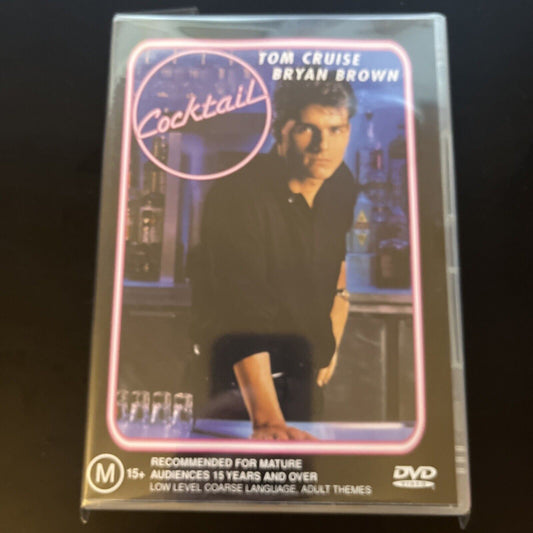 TOM CRUISE
BRYAN BROWN
Cocktail
M 15+
RECOMMENDED FOR MATURE
AUDIENCES 15 YEARS AND OVER
LOW LEVEL COARSE LANGUAGE, ADULT THEMES
DVD
VIDEO